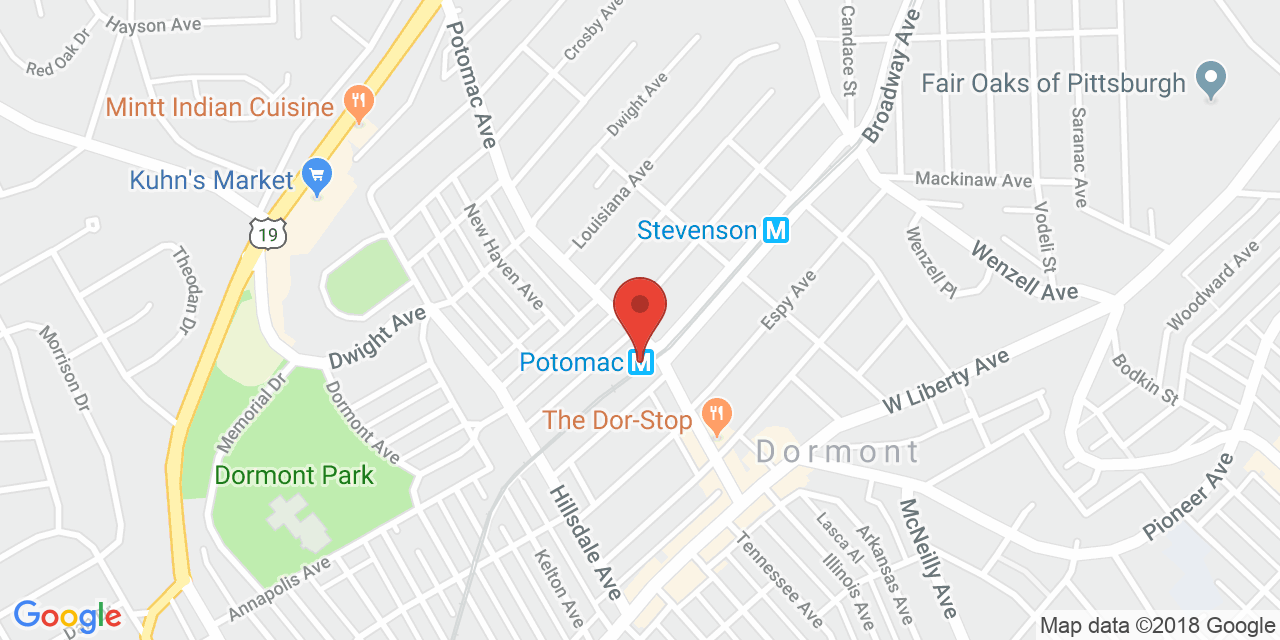 Hayson Ave
Red Oak Dr
Crosby Ave
Candace St
Broadway Ave
Potomac Ave
Mintt Indian Cuisine
Dwight Ave
Fair Oaks of Pittsburgh
Saranac Ave
Kuhn's Market
Louisiana Ave
Mackinaw Ave
19
New Haven Ave
Stevenson
M
Vodeli St
Wenzell Pl
Wenzell Ave
Woodward Ave
Theodan Dr
Espy Ave
Dwight Ave
Morrison Dr
Potomac
M
W Liberty Ave
Bodkin St
Memorial Dr
Dormont Ave
The Dor-Stop
Dormont
Dormont Park
Pioneer Ave
Hillsdale Ave
McNeilly Ave
Lasca Al
Arkansas Ave
Tennessee Ave
Illinois Ave
Kelton Ave
Annapolis Ave
Google
Map data ©2018 Google